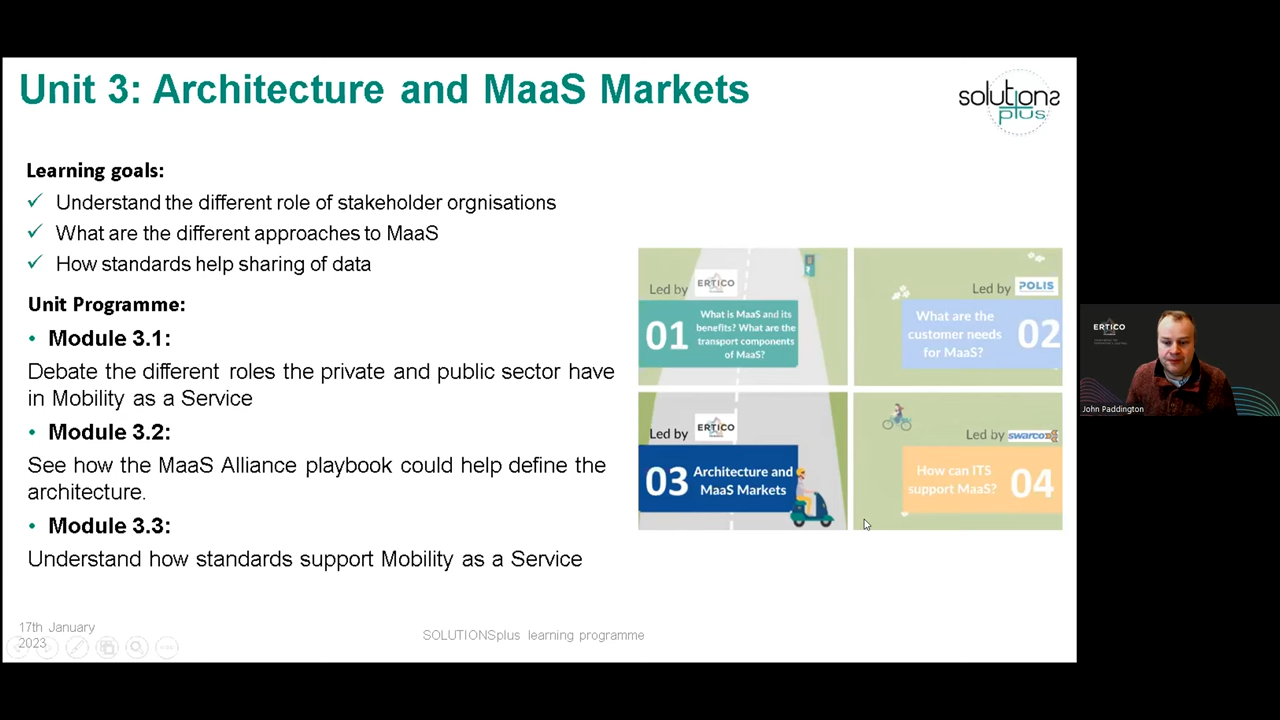 Unit 3: Architecture and MaaS Markets
solutions
plus
Learning goals:
✓ Understand the different role of stakeholder orgnisations
✓ What are the different approaches to MaaS
✓ How standards help sharing of data
Unit Programme:
• Module 3.1:
Debate the different roles the private and public sector have
in Mobility as a Service
• Module 3.2:
See how the MaaS Alliance playbook could help define the
architecture.
• Module 3.3:
Understand how standards support Mobility as a Service
Led by ERTICO
01
What is MaaS and its
benefits? What are the
transport components
of MaaS?
Led by POLIS
What are the
customer needs
for MaaS?
02
Led by ERTICO
03
Architecture and
MaaS Markets
Led by swarco
How can ITS
support MaaS?
04
17th January
2023
SOLUTIONSplus learning programme
ERTICO
John Paddington